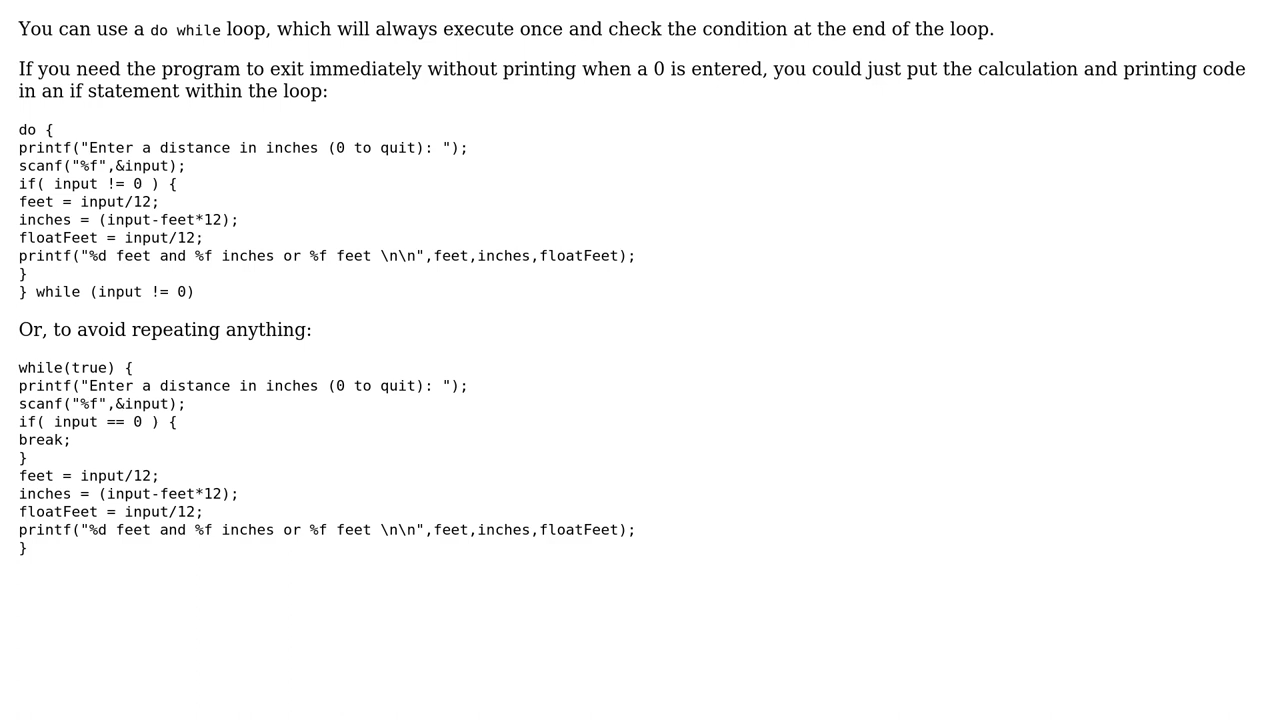 You can use a do while loop, which will always execute once and check the condition at the end of the loop.
If you need the program to exit immediately without printing when a 0 is entered, you could just put the calculation and printing code
in an if statement within the loop:
do {
printf("Enter a distance in inches (0 to quit): ");
scanf("%f",&input);
if( input != 0 ) {
feet = input/12;
inches = (input-feet*12);
floatFeet = input/12;
printf("%d feet and %f inches or %f feet \n\n",feet,inches,floatFeet);
}
} while (input != 0)
Or, to avoid repeating anything:
while(true) {
printf("Enter a distance in inches (0 to quit): ");
scanf("%f",&input);
if( input == 0 ) {
break;
}
feet = input/12;
inches = (input-feet*12);
floatFeet = input/12;
printf("%d feet and %f inches or %f feet \n\n",feet,inches,floatFeet);
}